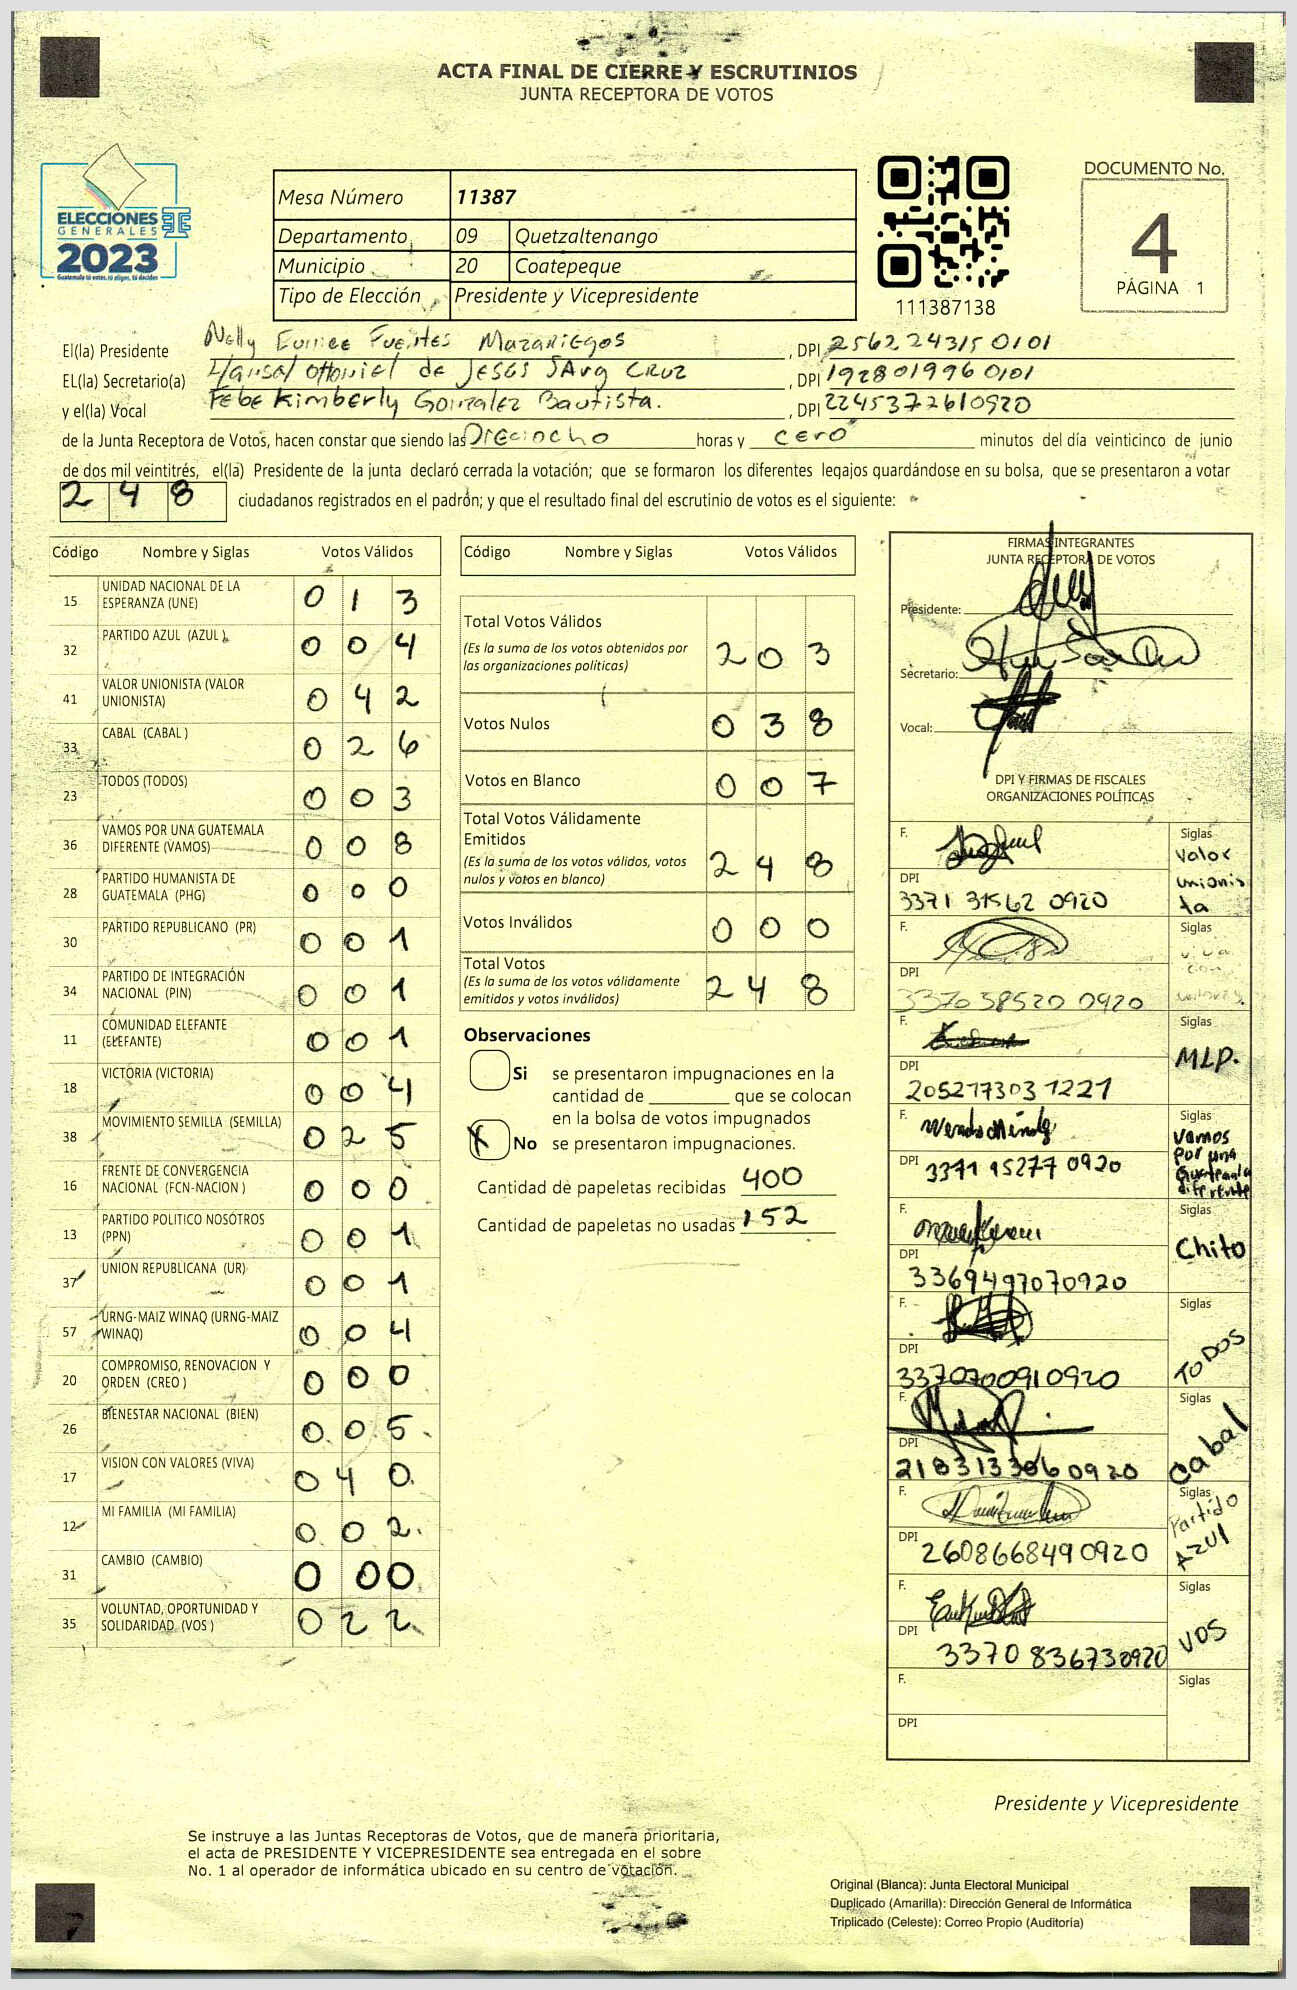 ACTA FINAL DE CIERRE Y ESCRUTINIOS
JUNTA RECEPTORA DE VOTOS
ELECCIONES
GENERALES
2023
Guatemala tú votas, tú eliges, tú decides
Mesa Número 11387
Departamento 09 Quetzaltenango
Municipio 20 Coatepeque
Tipo de Elección Presidente y Vicepresidente
111387138
DOCUMENTO No.
4
PÁGINA 1
El(la) Presidente Nelly Eunice Fuentes Mazariegos, DPI 2562243150101
EL(la) Secretario(a) ottoniel de JESÚS CRUZ, DPI 1928019960101
y el(la) Vocal Febe Kimberly Gonzalez Bautista., DPI 2245372610920
de la Junta Receptora de Votos, hacen constar que siendo las Dieciocho horas y cero minutos del día veinticinco de junio
de dos mil veintitrés, el(la) Presidente de la junta declaró cerrada la votación; que se formaron los diferentes legajos guardándose en su bolsa, que se presentaron a votar
248 ciudadanos registrados en el padrón; y que el resultado final del escrutinio de votos es el siguiente:
Código Nombre y Siglas Votos Válidos
15 UNIDAD NACIONAL DE LA
ESPERANZA (UNE) 0 1 3
32 PARTIDO AZUL (AZUL ) 0 0 4
41 VALOR UNIONISTA (VALOR
UNIONISTA) 0 4 2
33 CABAL (CABAL ) 0 2 6
23 TODOS (TODOS) 0 0 3
36 VAMOS POR UNA GUATEMALA
DIFERENTE (VAMOS) 0 0 8
28 PARTIDO HUMANISTA DE
GUATEMALA (PHG) 0 0 0
30 PARTIDO REPUBLICANO (PR) 0 0 1
34 PARTIDO DE INTEGRACIÓN
NACIONAL (PIN) 0 0 1
11 COMUNIDAD ELEFANTE
(ELEFANTE) 0 0 1
18 VICTORIA (VICTORIA) 0 0 4
38 MOVIMIENTO SEMILLA (SEMILLA) 0 2 5
16 FRENTE DE CONVERGENCIA
NACIONAL (FCN-NACION ) 0 0 0
13 PARTIDO POLITICO NOSÓTROS
(PPN) 0 0 1
37 UNION REPUBLICANA (UR) 0 0 1
57 URNG-MAIZ WINAQ (URNG-MAIZ
WINAQ) 0 0 4
20 COMPROMISO, RENOVACION Y
ORDEN (CREO ) 0 0 0
26 BIENESTAR NACIONAL (BIEN) 0 0 5
17 VISION CON VALORES (VIVA) 0 4 0
12 MI FAMILIA (MI FAMILIA) 0 0 2
31 CAMBIO (CAMBIO) 0 0 0
35 VOLUNTAD, OPORTUNIDAD Y
SOLIDARIDAD (VOS ) 0 2 2
Código Nombre y Siglas Votos Válidos
Total Votos Válidos
(Es la suma de los votos obtenidos por
las organizaciones políticas) 2 0 3
Votos Nulos 0 3 8
Votos en Blanco 0 0 7
Total Votos Válidamente
Emitidos
(Es la suma de los votos válidos, votos
nulos y votos en blanco) 2 4 8
Votos Inválidos 0 0 0
Total Votos
(Es la suma de los votos válidamente
emitidos y votos inválidos) 2 4 8
Observaciones
Si se presentaron impugnaciones en la
cantidad de ________ que se colocan
en la bolsa de votos impugnados
X No se presentaron impugnaciones.
Cantidad de papeletas recibidas 400
Cantidad de papeletas no usadas 152
FIRMAS INTEGRANTES
JUNTA RECEPTORA DE VOTOS
Presidente:
Secretario:
Vocal:
DPI Y FIRMAS DE FISCALES
ORGANIZACIONES POLÍTICAS
F. Siglas
Valor
unionis
ta
DPI
3371 31562 0920
F. Siglas
viva
con
valores
DPI
337038520 0920
F. Siglas
MLP.
DPI
205217303 1221
F. Siglas
Vamos
por una
Guatemala
diferente
DPI 3371 95277 0920
F. Siglas
Chito
DPI
3369497070920
F. Siglas
TODOS
DPI
3370700910920
F. Siglas
Cabal
DPI
2183133060920
F. Siglas
Partido
AZUL
DPI 2608668490920
F. Siglas
VOS
DPI
3370 836730920
F. Siglas
DPI
Presidente y Vicepresidente
Se instruye a las Juntas Receptoras de Votos, que de manera prioritaria,
el acta de PRESIDENTE Y VICEPRESIDENTE sea entregada en el sobre
No. 1 al operador de informática ubicado en su centro de votación.
Original (Blanca): Junta Electoral Municipal
Duplicado (Amarilla): Dirección General de Informática
Triplicado (Celeste): Correo Propio (Auditoría)